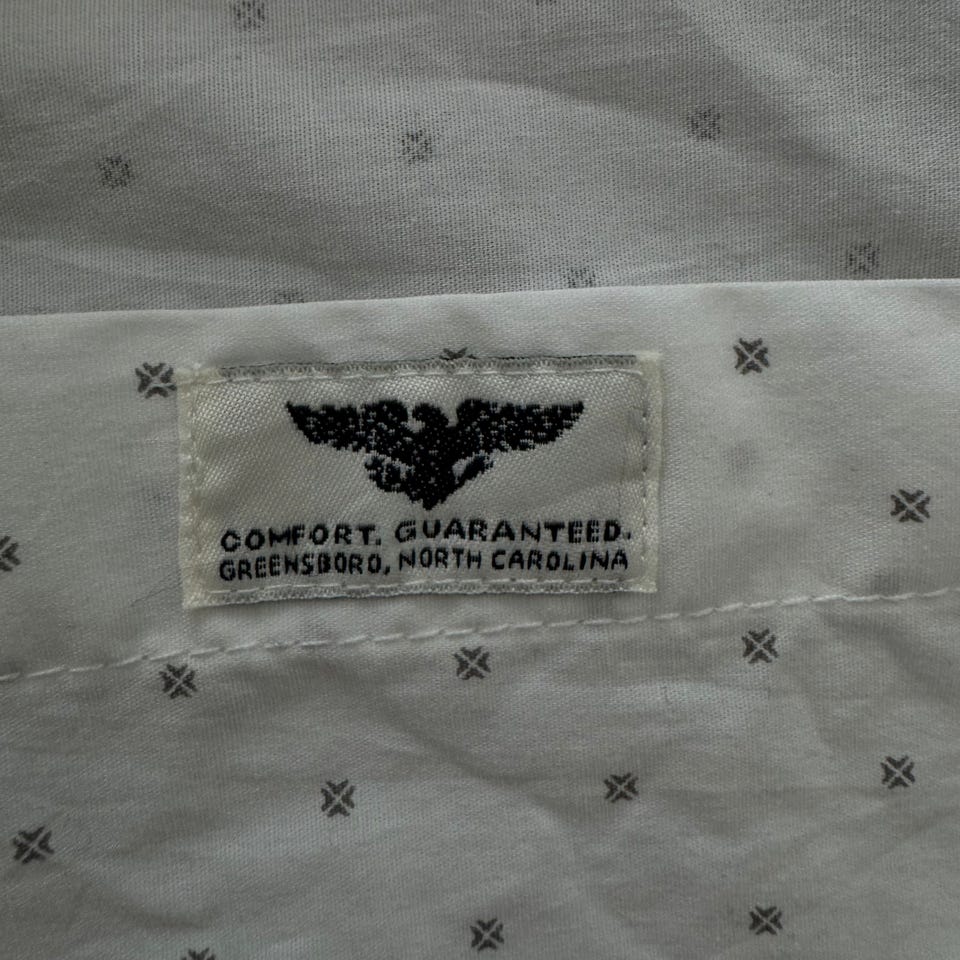 COMFORT. GUARANTEED.
GREENSBORO, NORTH CAROLINA